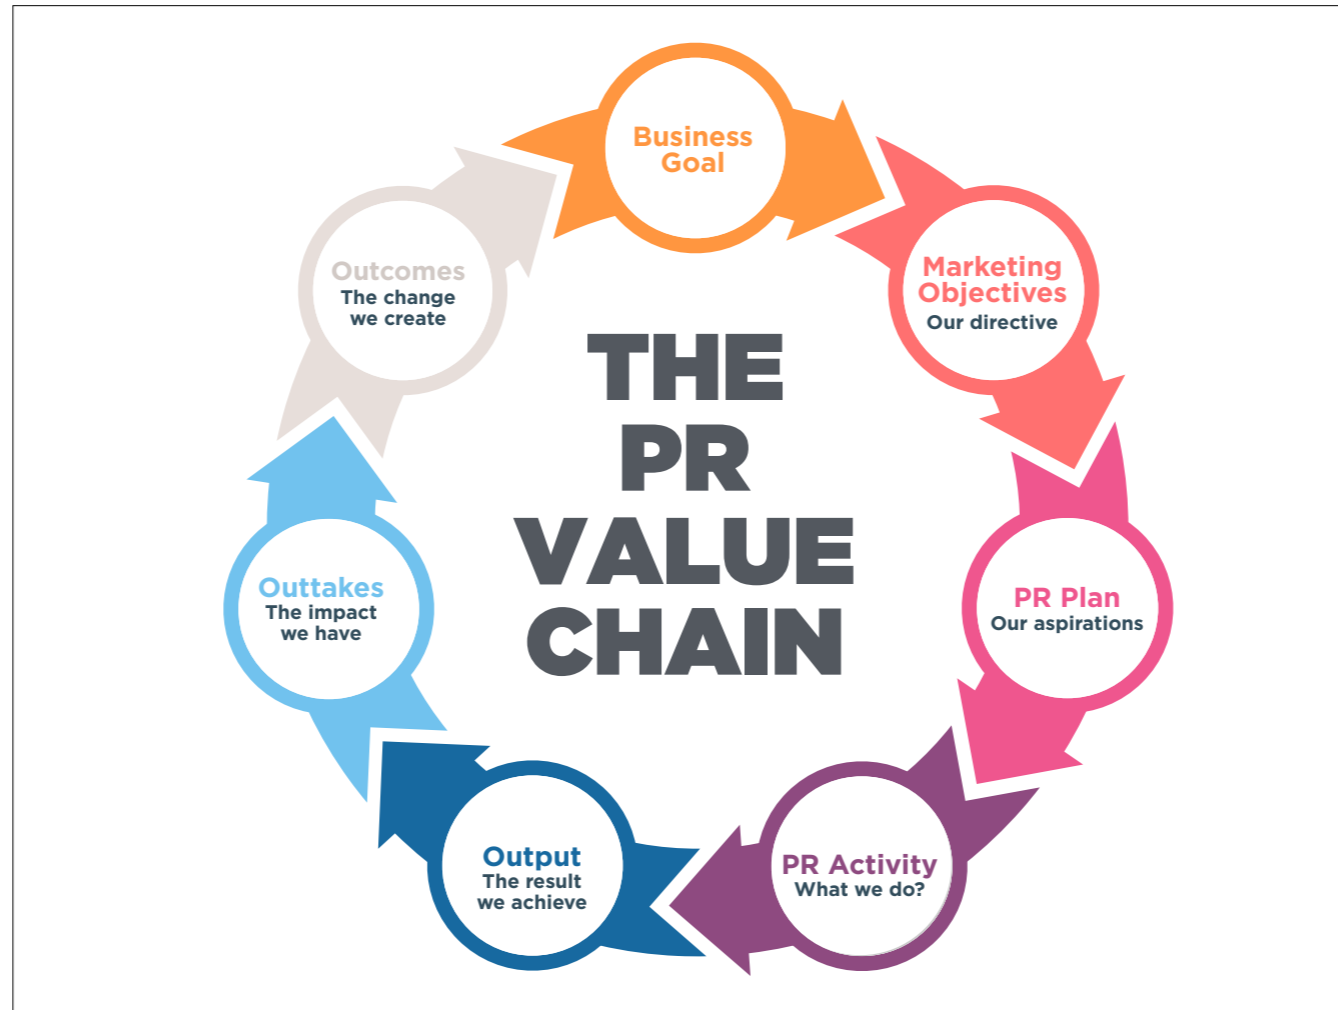 Business
Goal
Marketing
Objectives
Our directive
PR Plan
Our aspirations
PR Activity
What we do?
Output
The result
we achieve
Outtakes
The impact
we have
Outcomes
The change
we create
THE
PR
VALUE
CHAIN